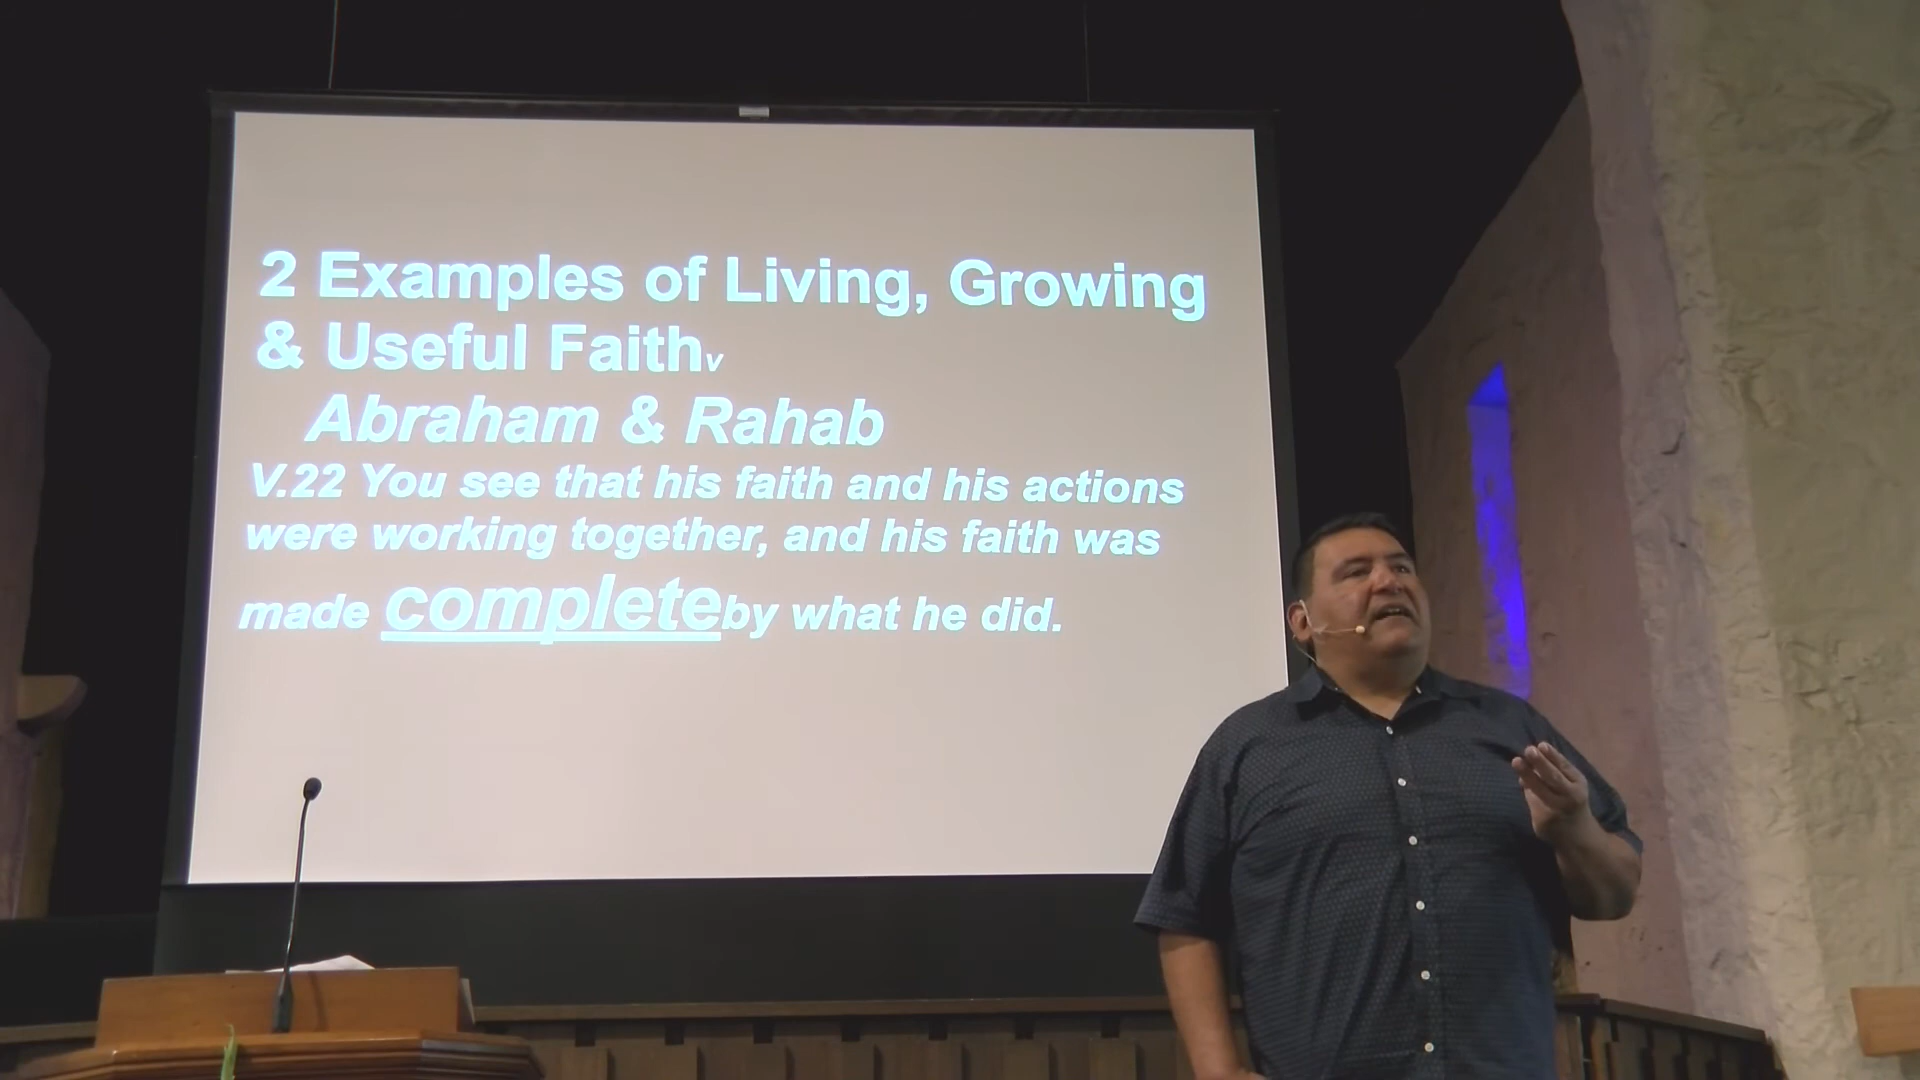 2 Examples of Living, Growing
& Useful Faithv
Abraham & Rahab
V.22 You see that his faith and his actions
were working together, and his faith was
made completeby what he did.